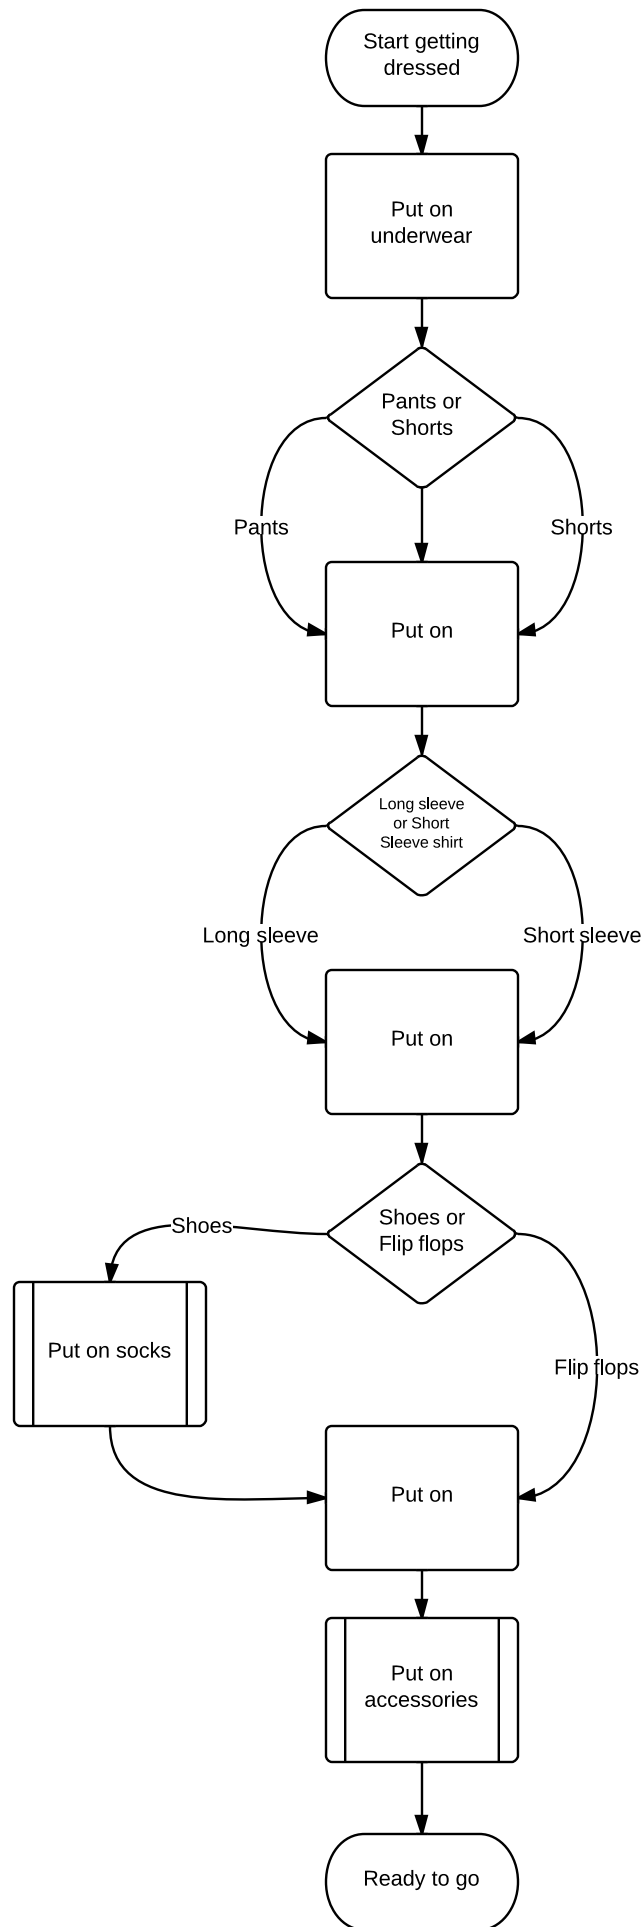 Start getting
dressed
Put on
underwear
Pants or
Shorts
Pants
Shorts
Put on
Long sleeve
or Short
Sleeve shirt
Long sleeve
Short sleeve
Put on
Shoes or
Flip flops
Shoes
Put on socks
Flip flops
Put on
Put on
accessories
Ready to go